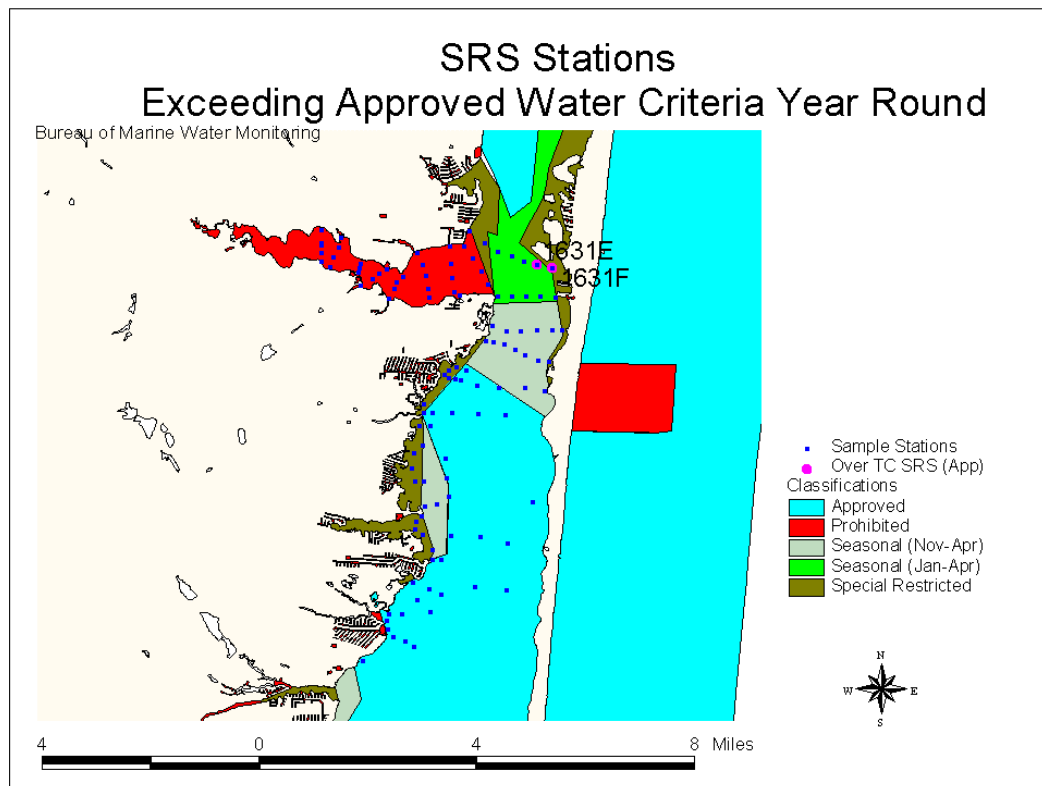 SRS Stations
Exceeding Approved Water Criteria Year Round
Bureau of Marine Water Monitoring
1631E
1631F
Sample Stations
Over TC SRS (App)
Classifications
Approved
Prohibited
Seasonal (Nov-Apr)
Seasonal (Jan-Apr)
Special Restricted
N
W E
S
4 0 4 8 Miles